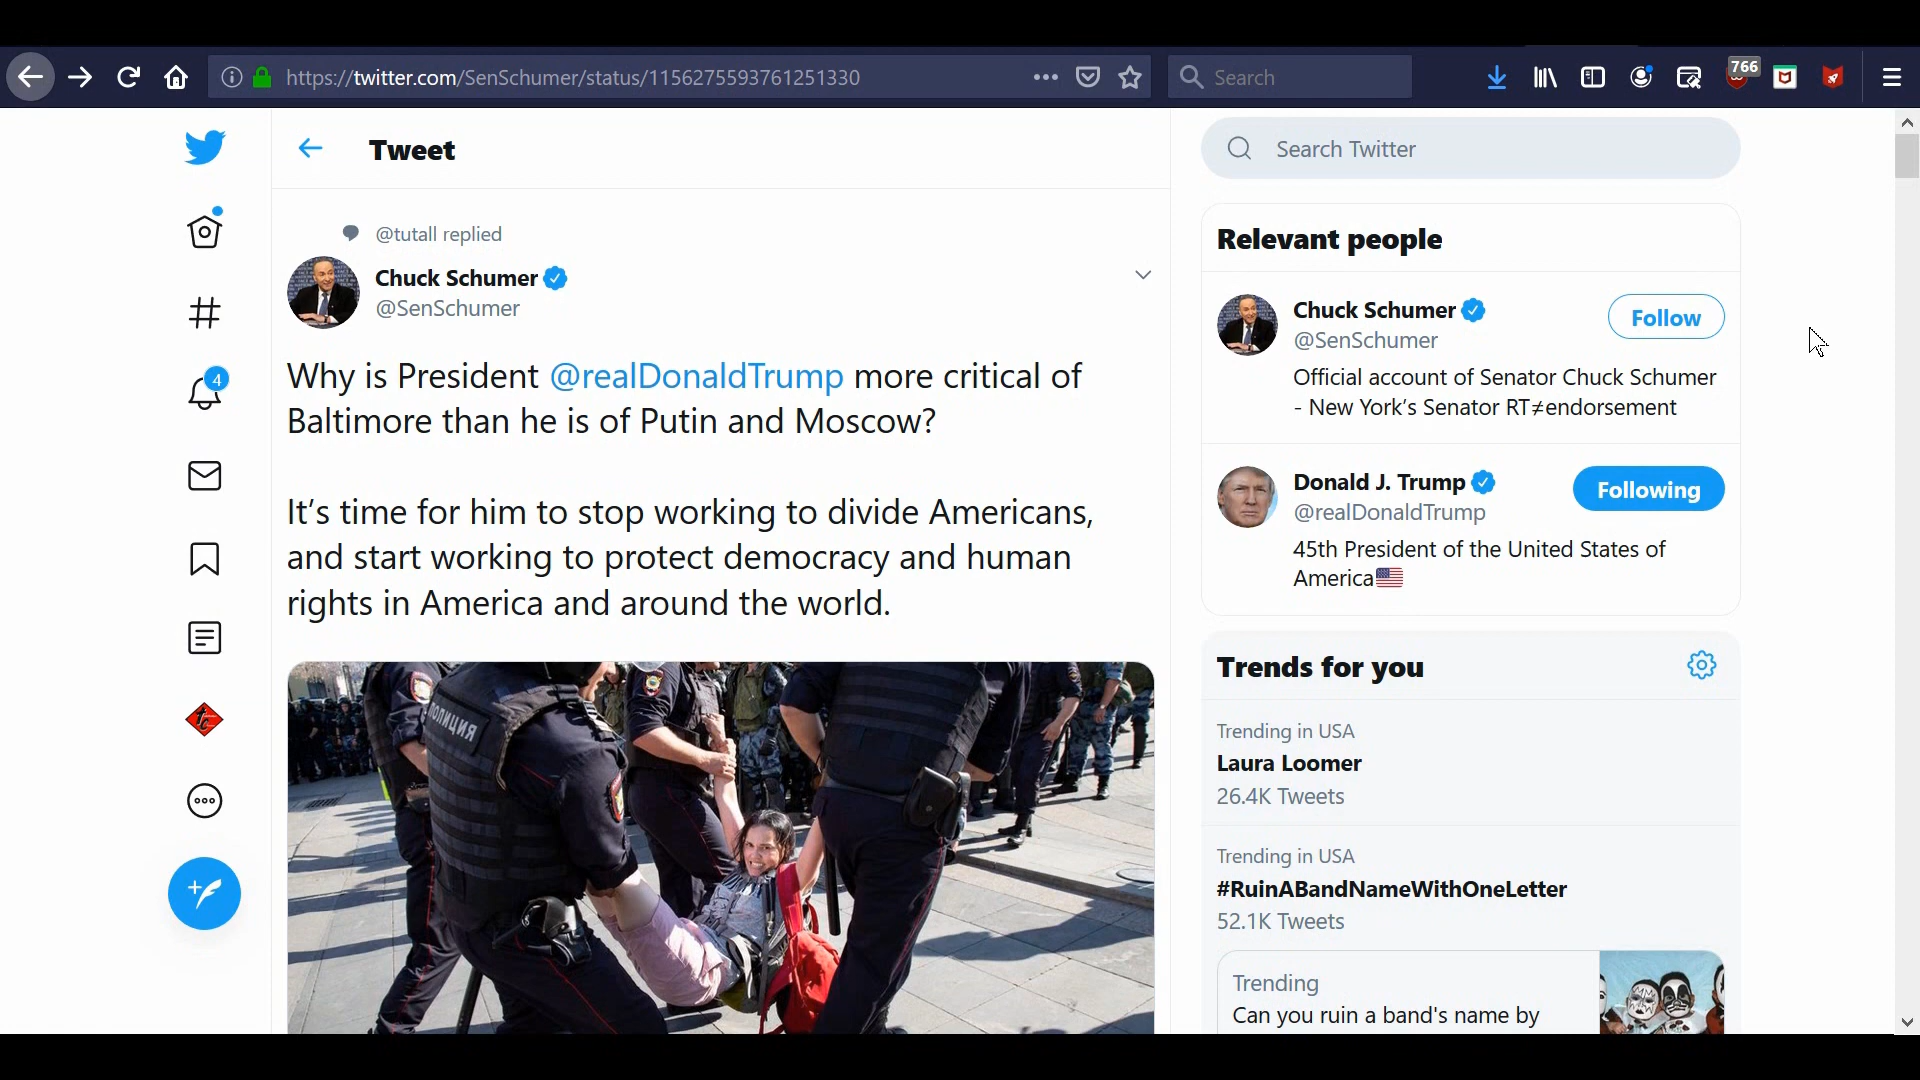 https://twitter.com/SenSchumer/status/1156275593761251330
Search
766
Tweet
@tutall replied
Chuck Schumer
@SenSchumer
Why is President @realDonaldTrump more critical of
Baltimore than he is of Putin and Moscow?
It's time for him to stop working to divide Americans,
and start working to protect democracy and human
rights in America and around the world.
ПОЛИЦИЯ
4
tc
Search Twitter
Relevant people
Chuck Schumer
@SenSchumer
Follow
Official account of Senator Chuck Schumer
- New York's Senator RT≠endorsement
Donald J. Trump
@realDonaldTrump
Following
45th President of the United States of
America🇺🇸
Trends for you
Trending in USA
Laura Loomer
26.4K Tweets
Trending in USA
#RuinABandNameWithOneLetter
52.1K Tweets
Trending
Can you ruin a band's name by